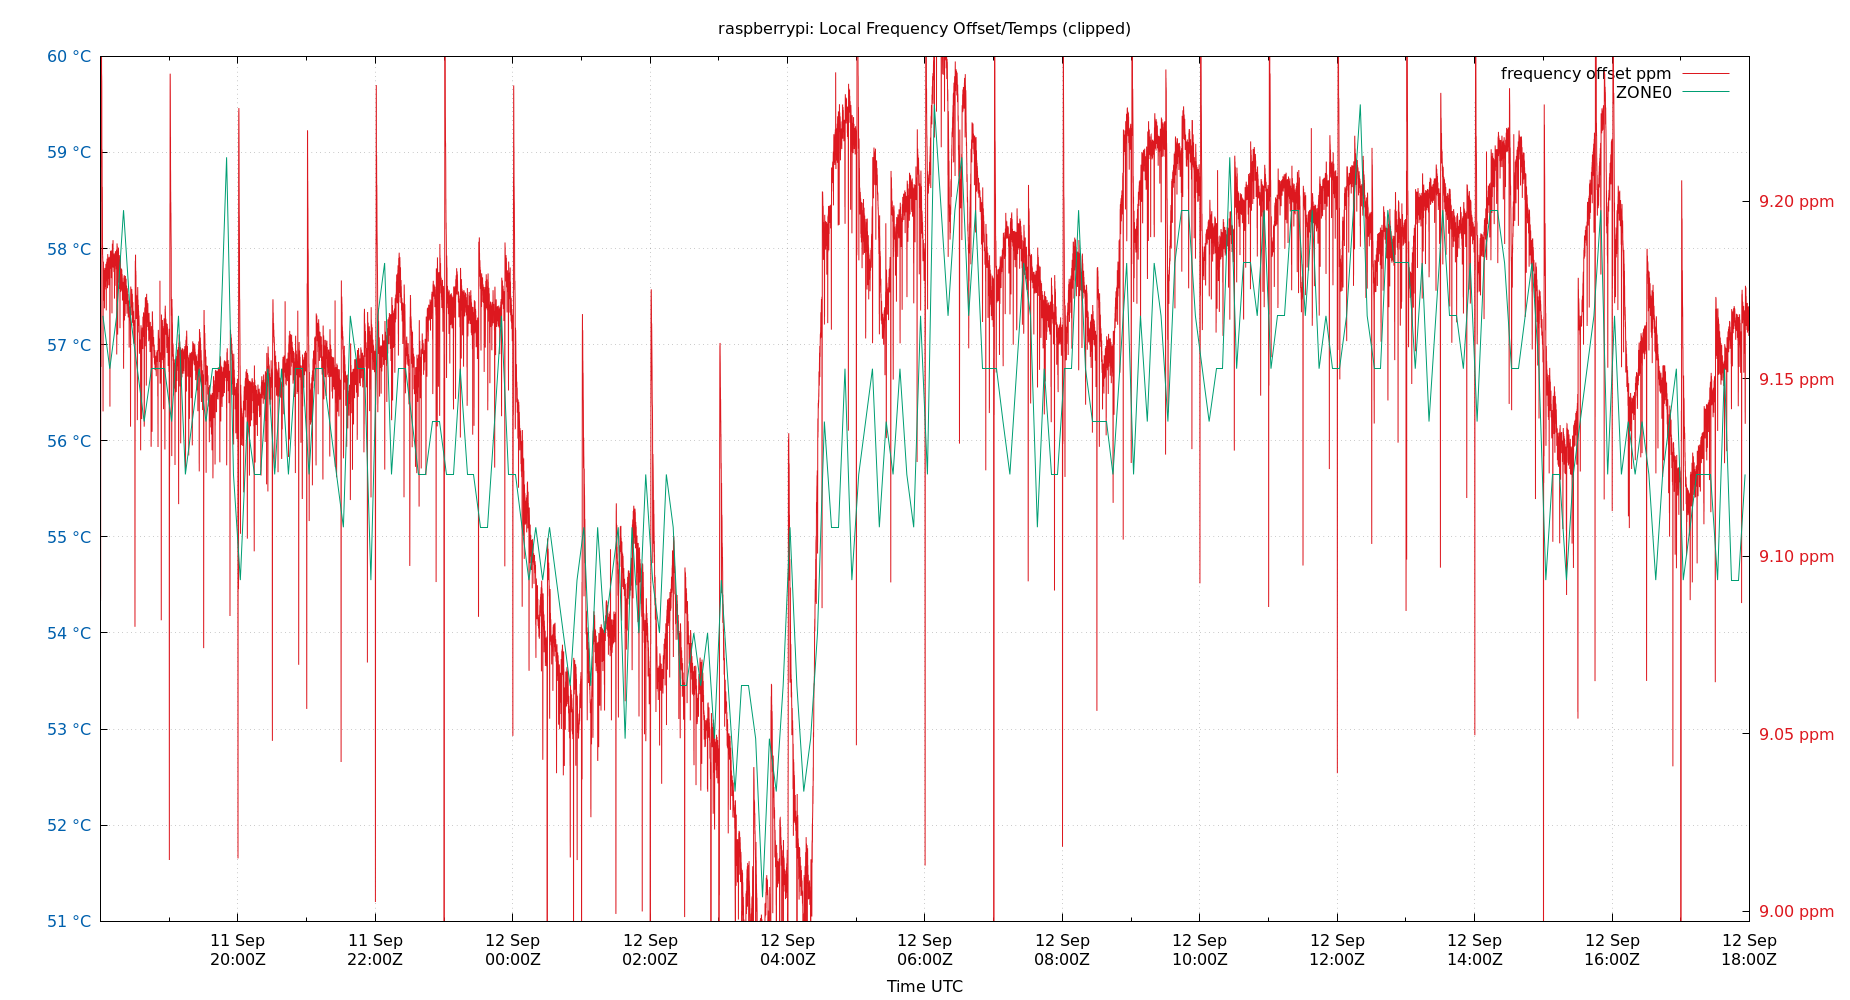 raspberrypi: Local Frequency Offset/Temps (clipped)
frequency offset ppm
ZONE0
60 °C
59 °C
58 °C
57 °C
56 °C
55 °C
54 °C
53 °C
52 °C
51 °C
9.20 ppm
9.15 ppm
9.10 ppm
9.05 ppm
9.00 ppm
11 Sep 11 Sep 12 Sep 12 Sep 12 Sep 12 Sep 12 Sep 12 Sep 12 Sep 12 Sep 12 Sep 12 Sep
20:00Z 22:00Z 00:00Z 02:00Z 04:00Z 06:00Z 08:00Z 10:00Z 12:00Z 14:00Z 16:00Z 18:00Z
Time UTC